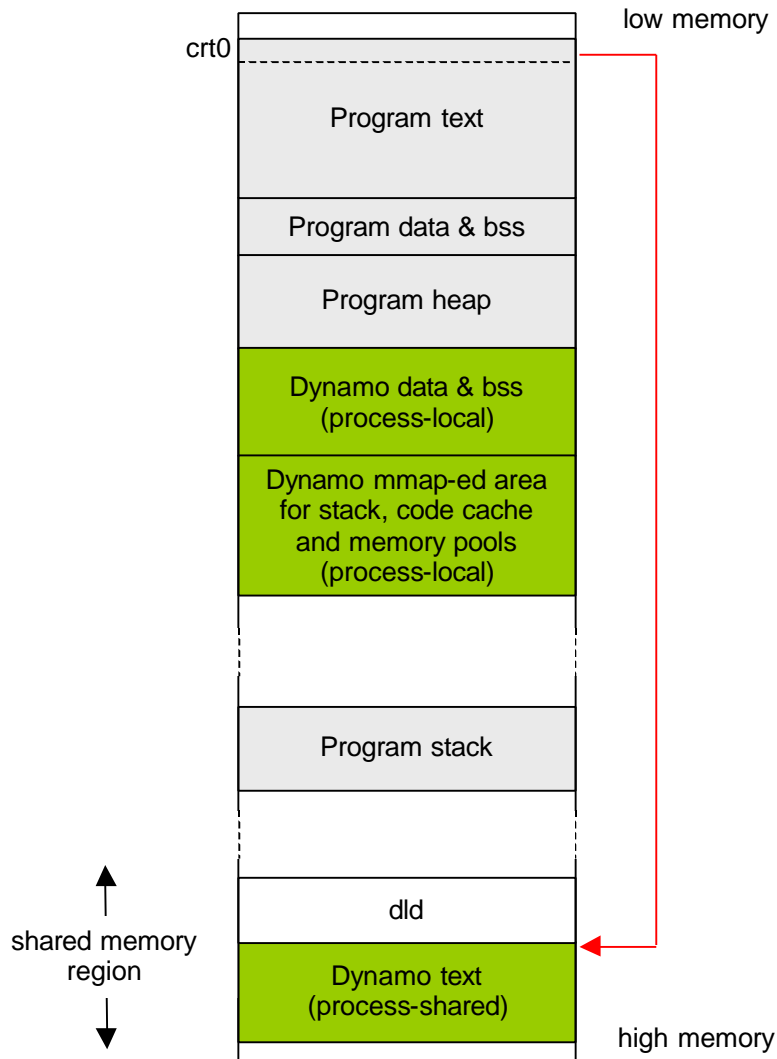 low memory
crt0
Program text
Program data & bss
Program heap
Dynamo data & bss
(process-local)
Dynamo mmap-ed area
for stack, code cache
and memory pools
(process-local)
Program stack
dld
shared memory
region
Dynamo text
(process-shared)
high memory